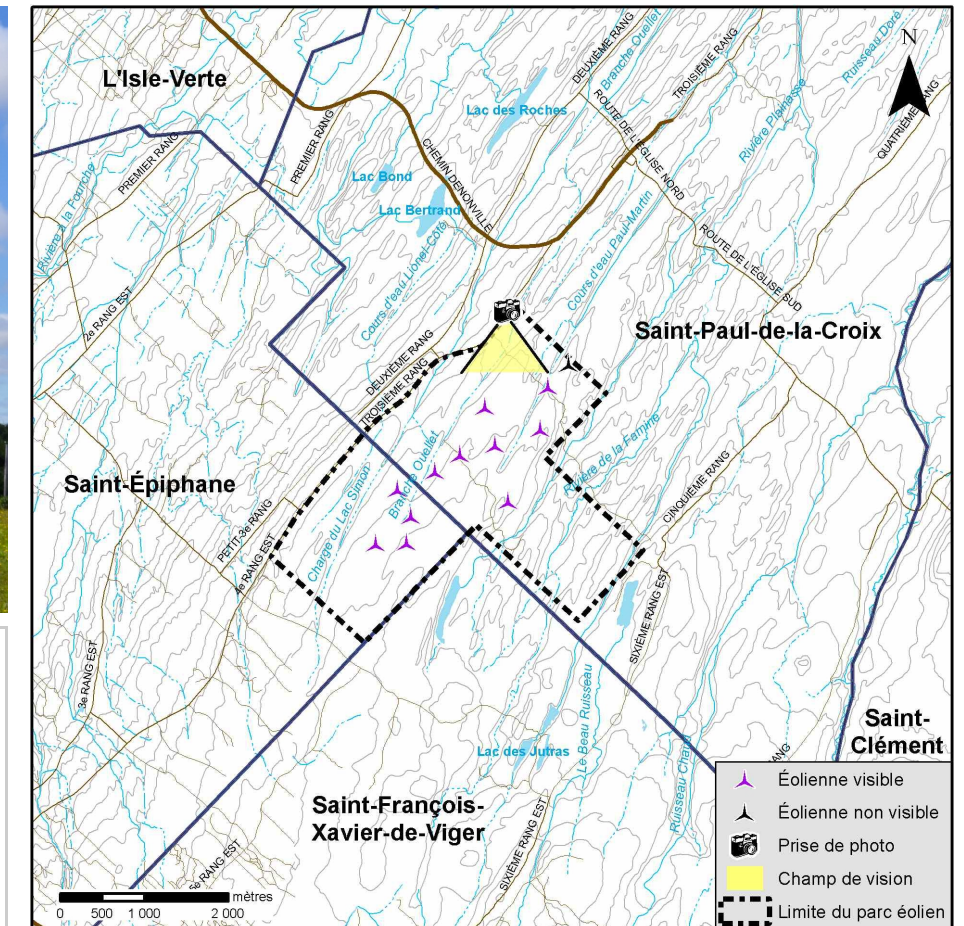 N
L'Isle-Verte
DEUXIÈME RANG
Branche Ouellet
TROISIÈME RANG
Ruisseau Doré
Lac des Roches
Rivière Plainasse
QUATRIÈME RANG
PREMIER RANG
PREMIER RANG
CHEMIN DENONVILLE
ROUTE DE L'ÉGLISE NORD
Rivière à la Fourche
Lac Bond
Lac Bertrand
Cours d'eau Lionel-Côté
Cours d'eau Paul-Martin
ROUTE DE L'ÉGLISE SUD
2e RANG EST
Saint-Paul-de-la-Croix
DEUXIÈME RANG
TROISIÈME RANG
Saint-Épiphane
Branche Ouellet
Rivière de la Famine
CINQUIÈME RANG
Charge du Lac Simon
PETIT-3e RANG
4e RANG EST
SIXIÈME RANG EST
3e RANG EST
Le Beau Ruisseau
Lac des Jutras
Saint-
Clément
Saint-François-
Xavier-de-Viger
SIXIÈME RANG EST
5e RANG EST
Éolienne visible
Éolienne non visible
Prise de photo
Champ de vision
Limite du parc éolien
mètres
0 500 1 000 2 000